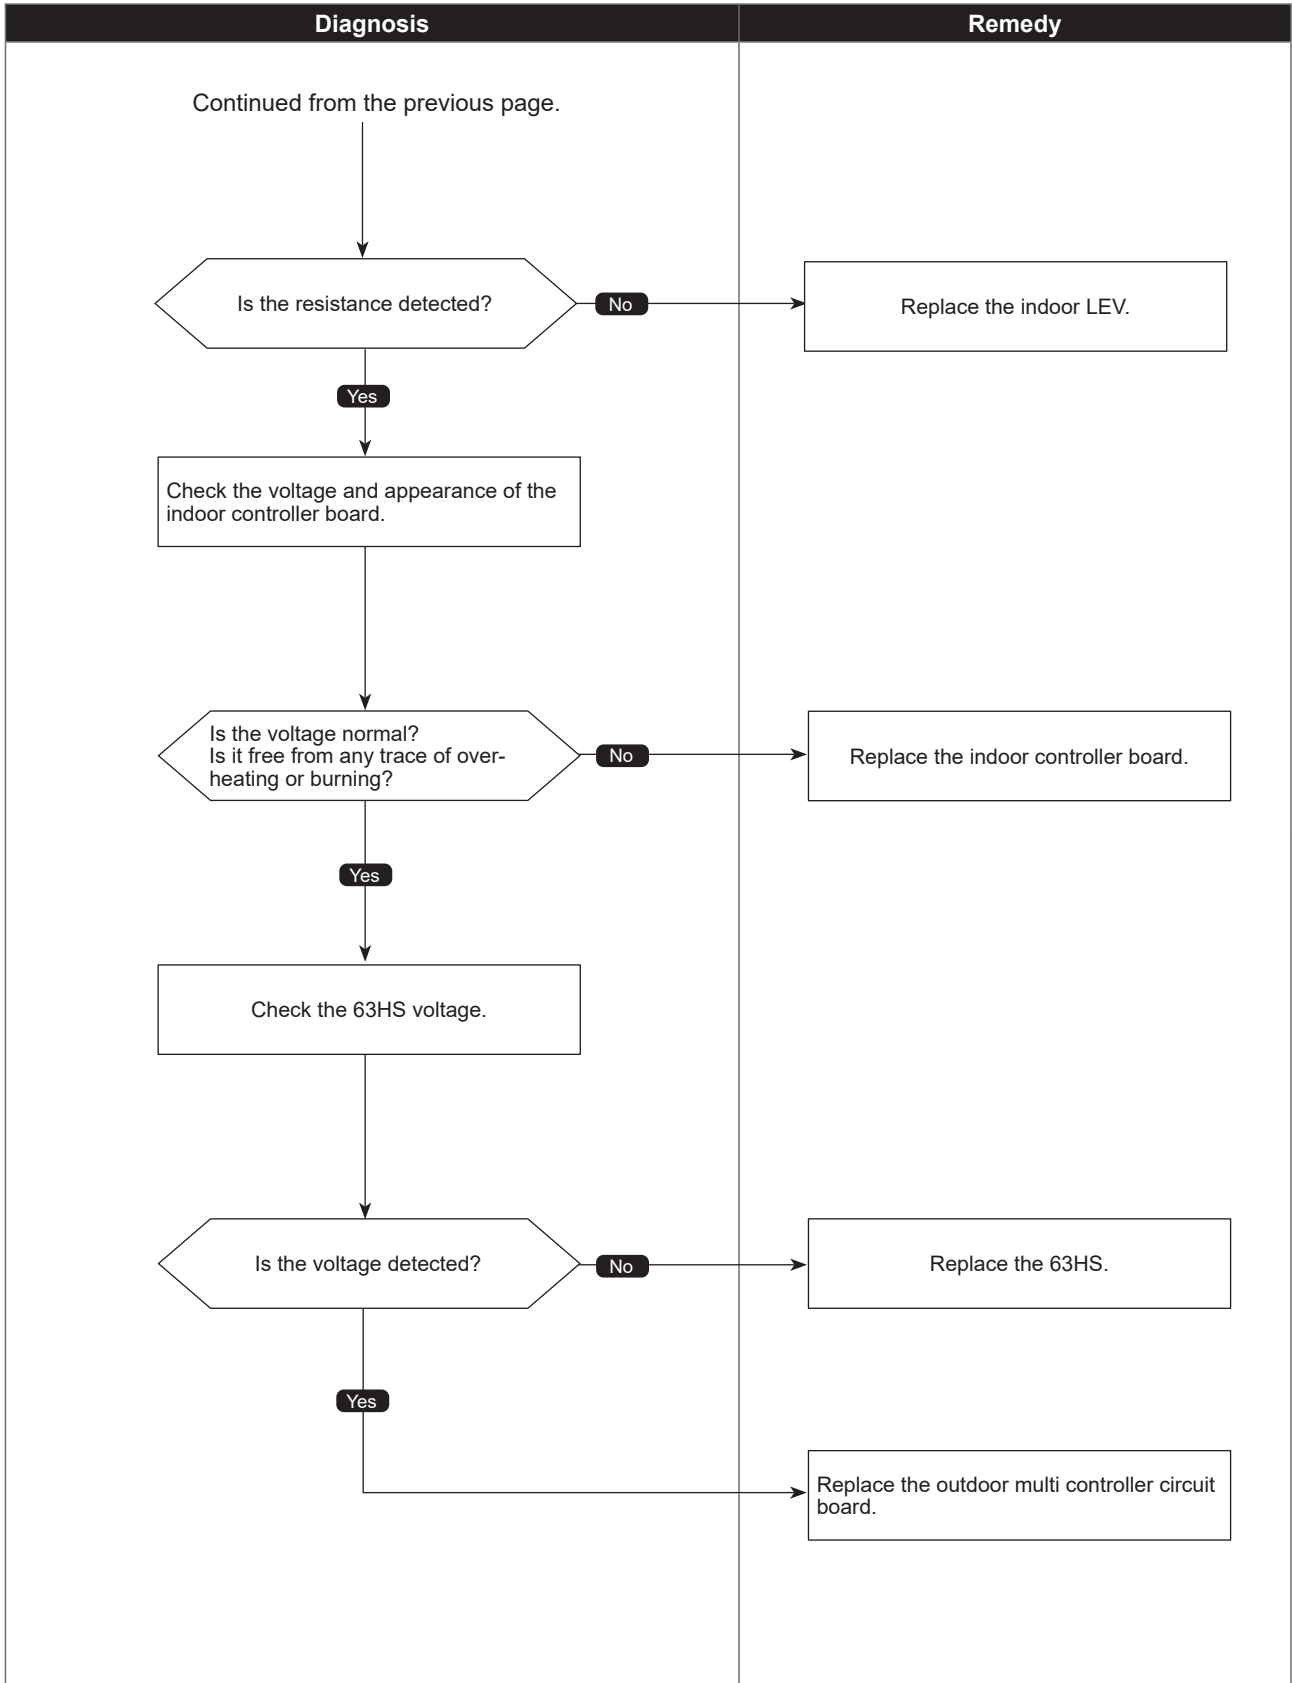 Diagnosis
Remedy
Continued from the previous page.
Is the resistance detected?
No
Replace the indoor LEV.
Yes
Check the voltage and appearance of the
indoor controller board.
Is the voltage normal?
Is it free from any trace of over-
heating or burning?
No
Replace the indoor controller board.
Yes
Check the 63HS voltage.
Is the voltage detected?
No
Replace the 63HS.
Yes
Replace the outdoor multi controller circuit
board.